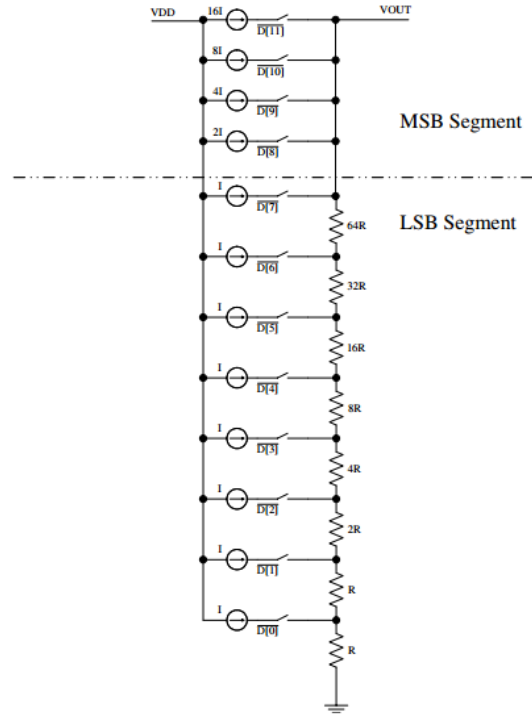 VDD 16I VOUT
D[11]
8I
D[10]
4I
D[9]
MSB Segment
2I
D[8]
I
D[7]
LSB Segment
64R
I
D[6]
32R
I
D[5]
16R
I
D[4]
8R
I
D[3]
4R
I
D[2]
2R
I
D[1]
R
I
D[0]
R